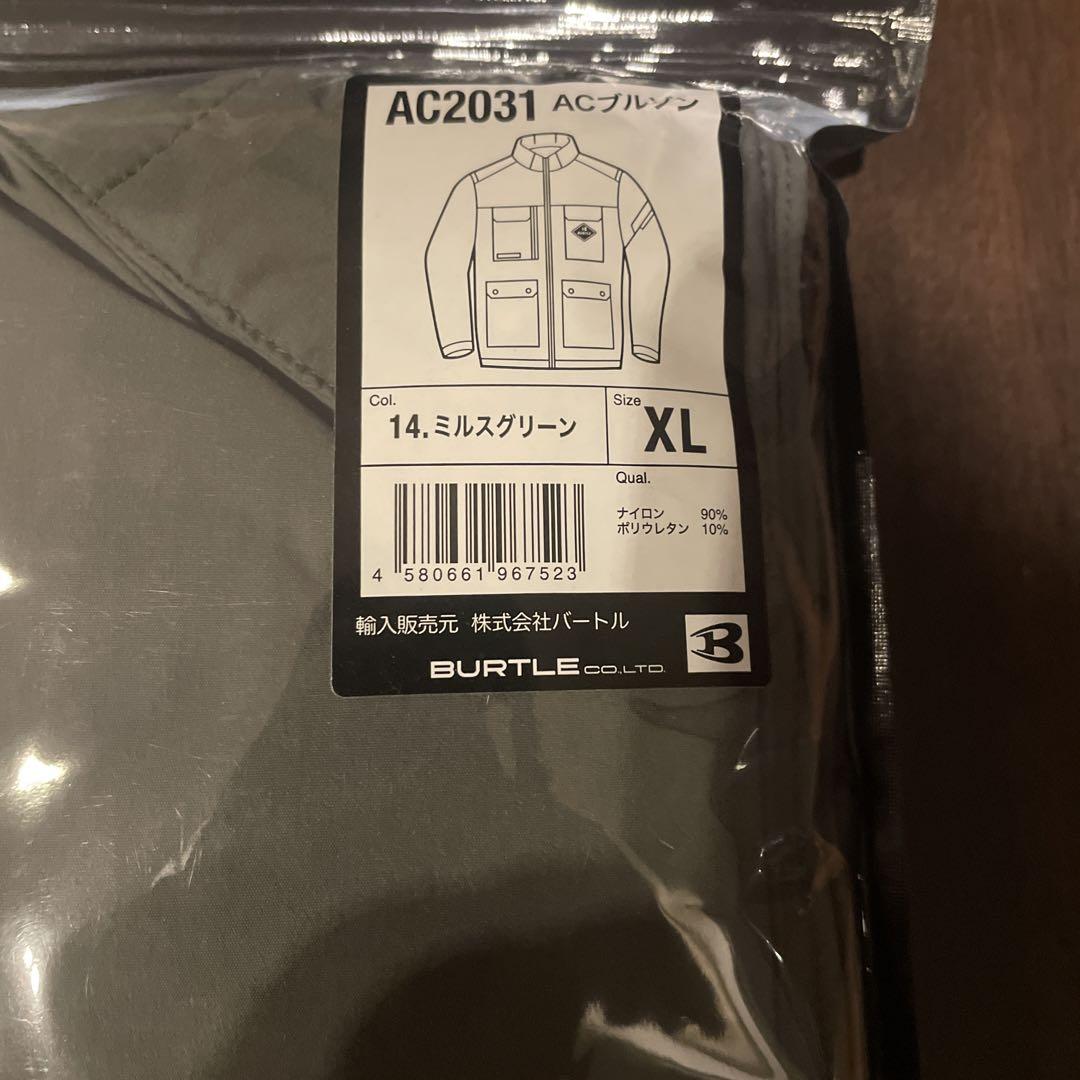 AC2031 ACブルゾン
BURTLE
Col.
14.ミルスグリーン
Size
XL
Qual.
ナイロン 90%
ポリウレタン 10%
4 580661 967523
輸入販売元 株式会社バートル
BURTLE CO.,LTD.
B